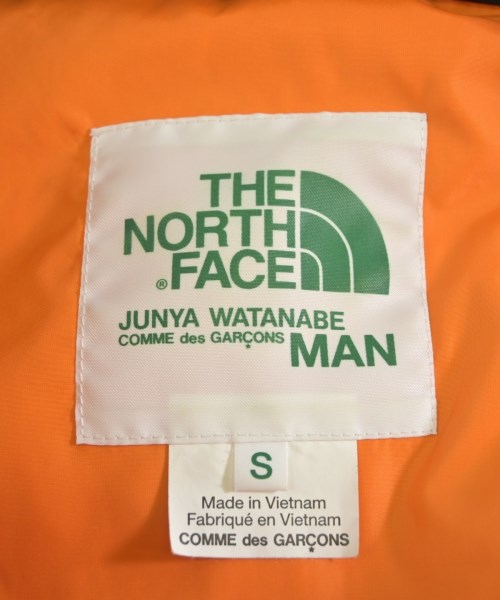 THE
NORTH
® FACE
JUNYA WATANABE
COMME des GARÇONS MAN
S
Made in Vietnam
Fabriqué en Vietnam
COMME des GARÇONS